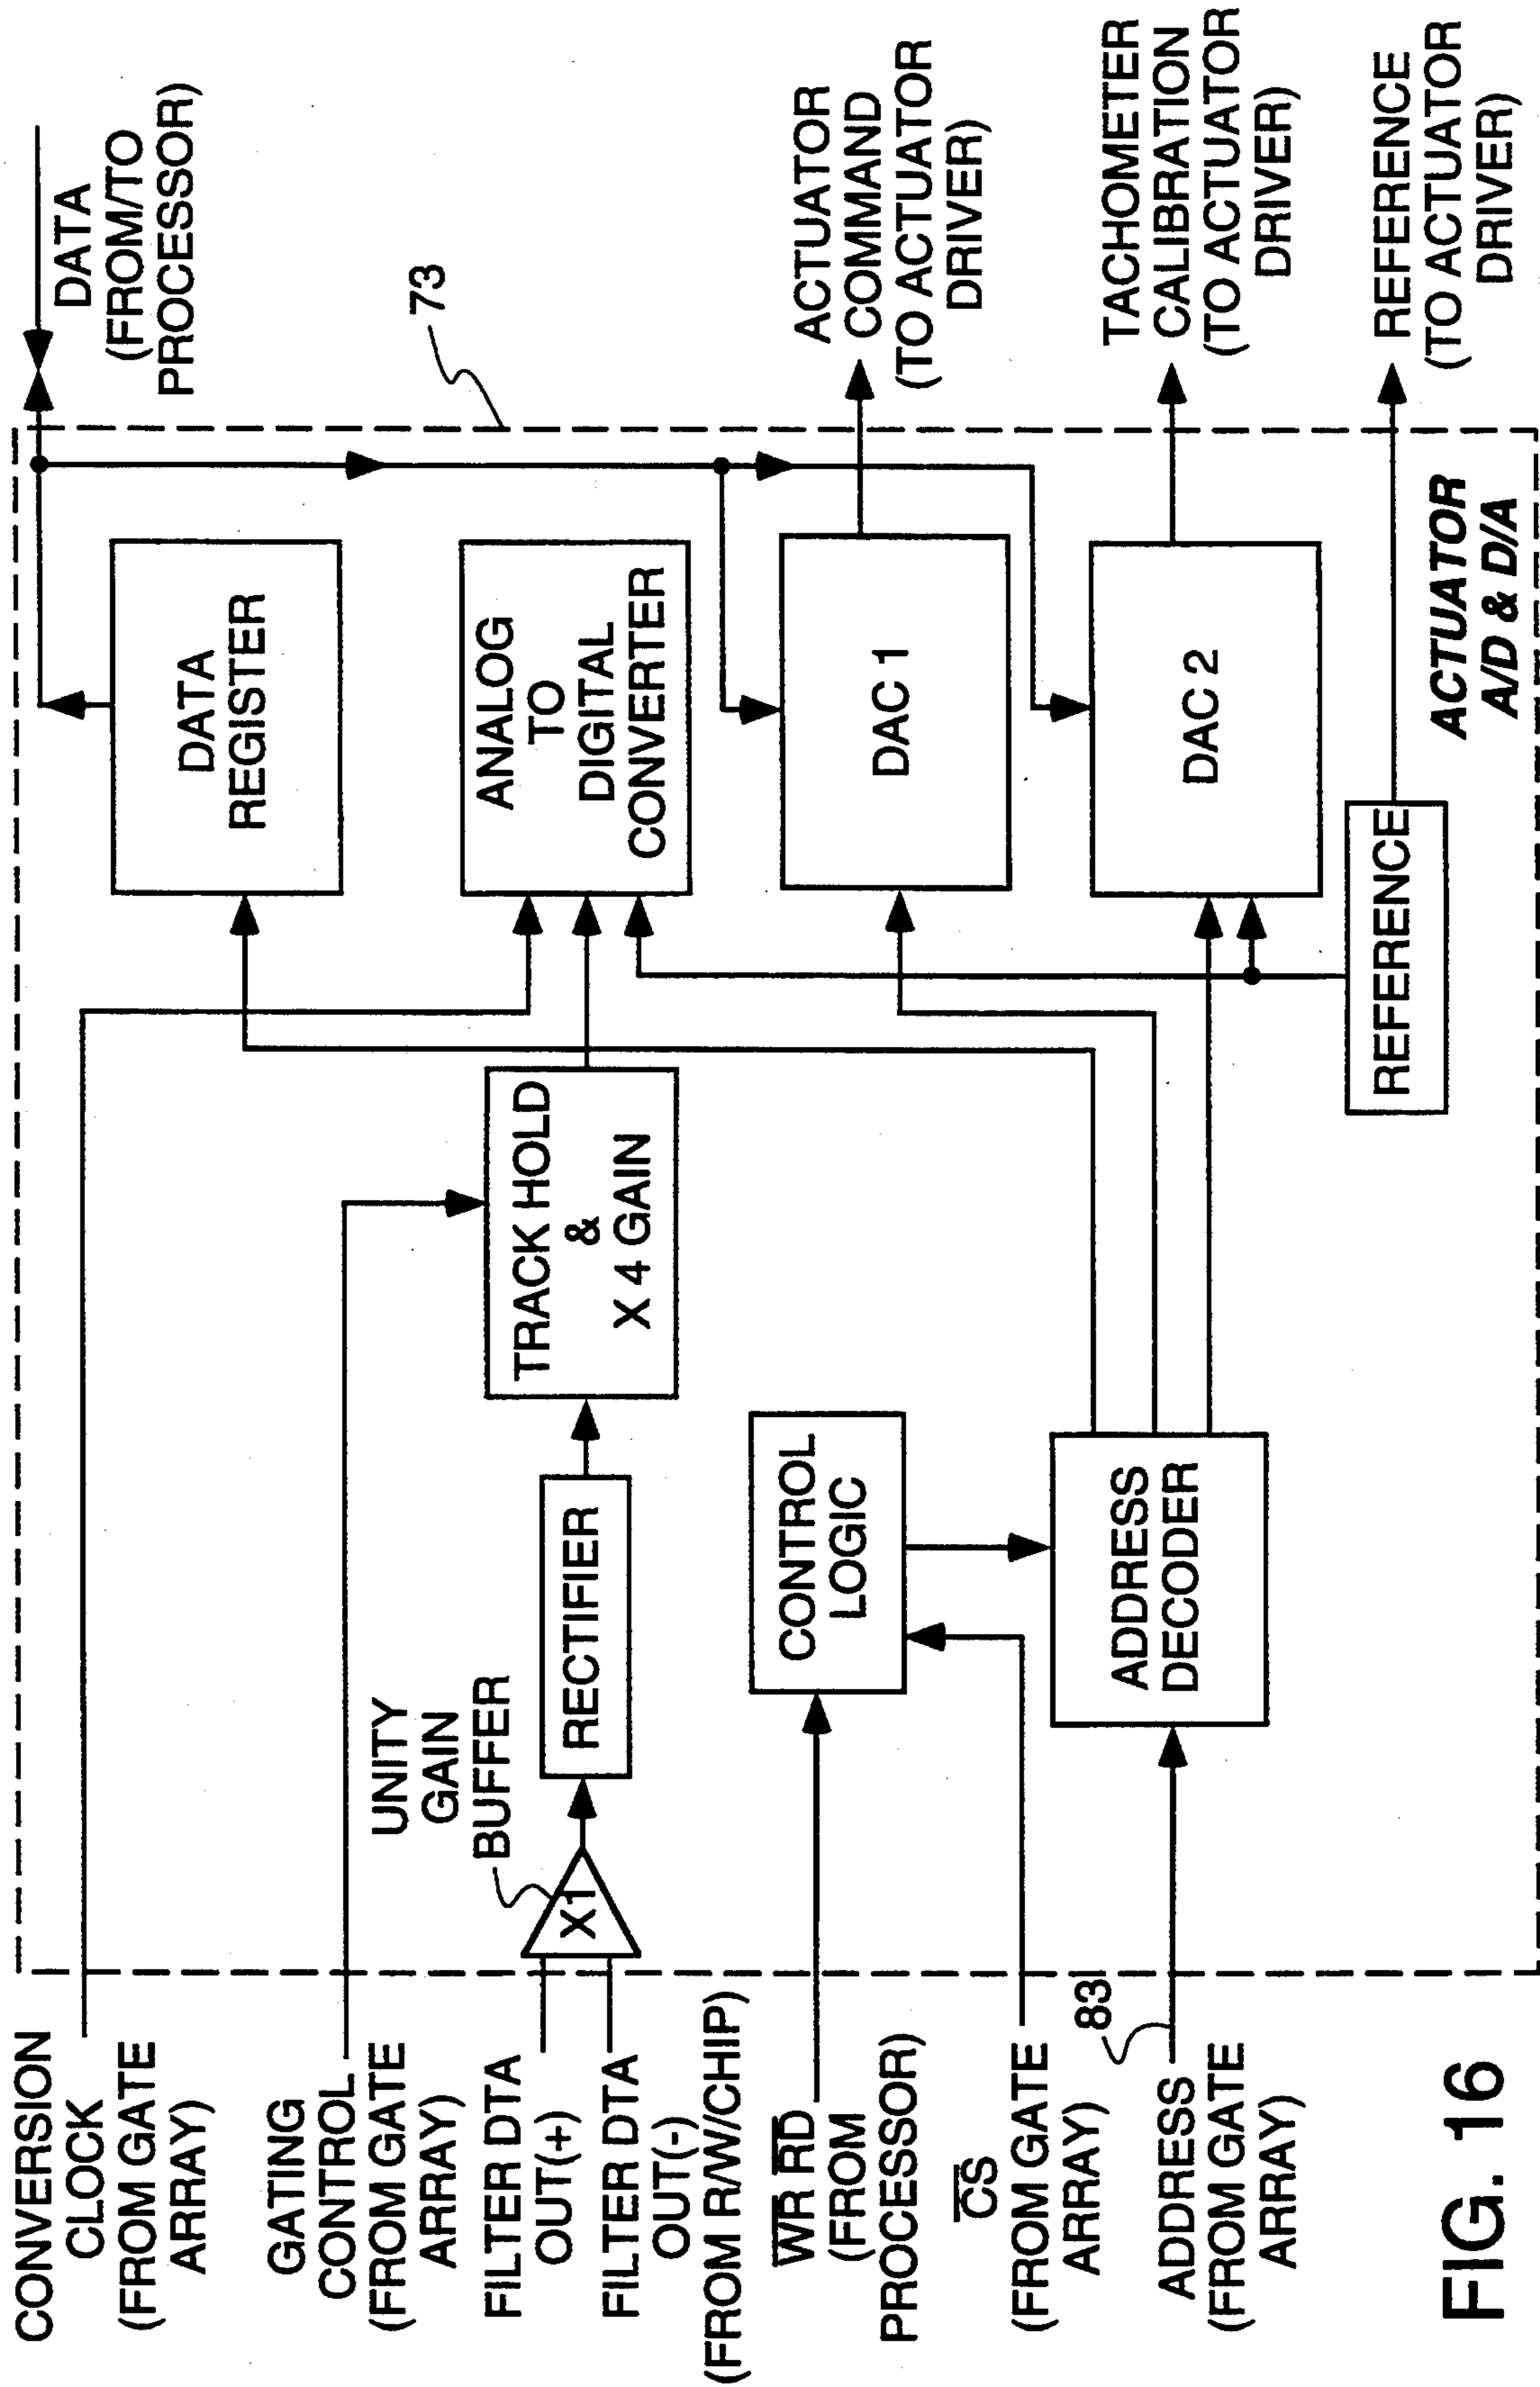 CONVERSION
CLOCK
(FROM GATE
ARRAY)
GATING
CONTROL
(FROM GATE
ARRAY)
FILTER DTA
OUT(+)
FILTER DTA
OUT(-)
(FROM R/W/CHIP)
WR RD
(FROM
PROCESSOR)
CS
(FROM GATE
ARRAY)
83
ADDRESS
(FROM GATE
ARRAY)
UNITY
GAIN
BUFFER
X1
RECTIFIER
TRACK HOLD
&
X 4 GAIN
CONTROL
LOGIC
ADDRESS
DECODER
DATA
REGISTER
ANALOG
TO
DIGITAL
CONVERTER
DAC 1
DAC 2
REFERENCE
ACTUATOR
A/D & D/A
DATA
(FROM/TO
PROCESSOR)
73
ACTUATOR
COMMAND
(TO ACTUATOR
DRIVER)
TACHOMETER
CALIBRATION
(TO ACTUATOR
DRIVER)
REFERENCE
(TO ACTUATOR
DRIVER)
FIG. 16